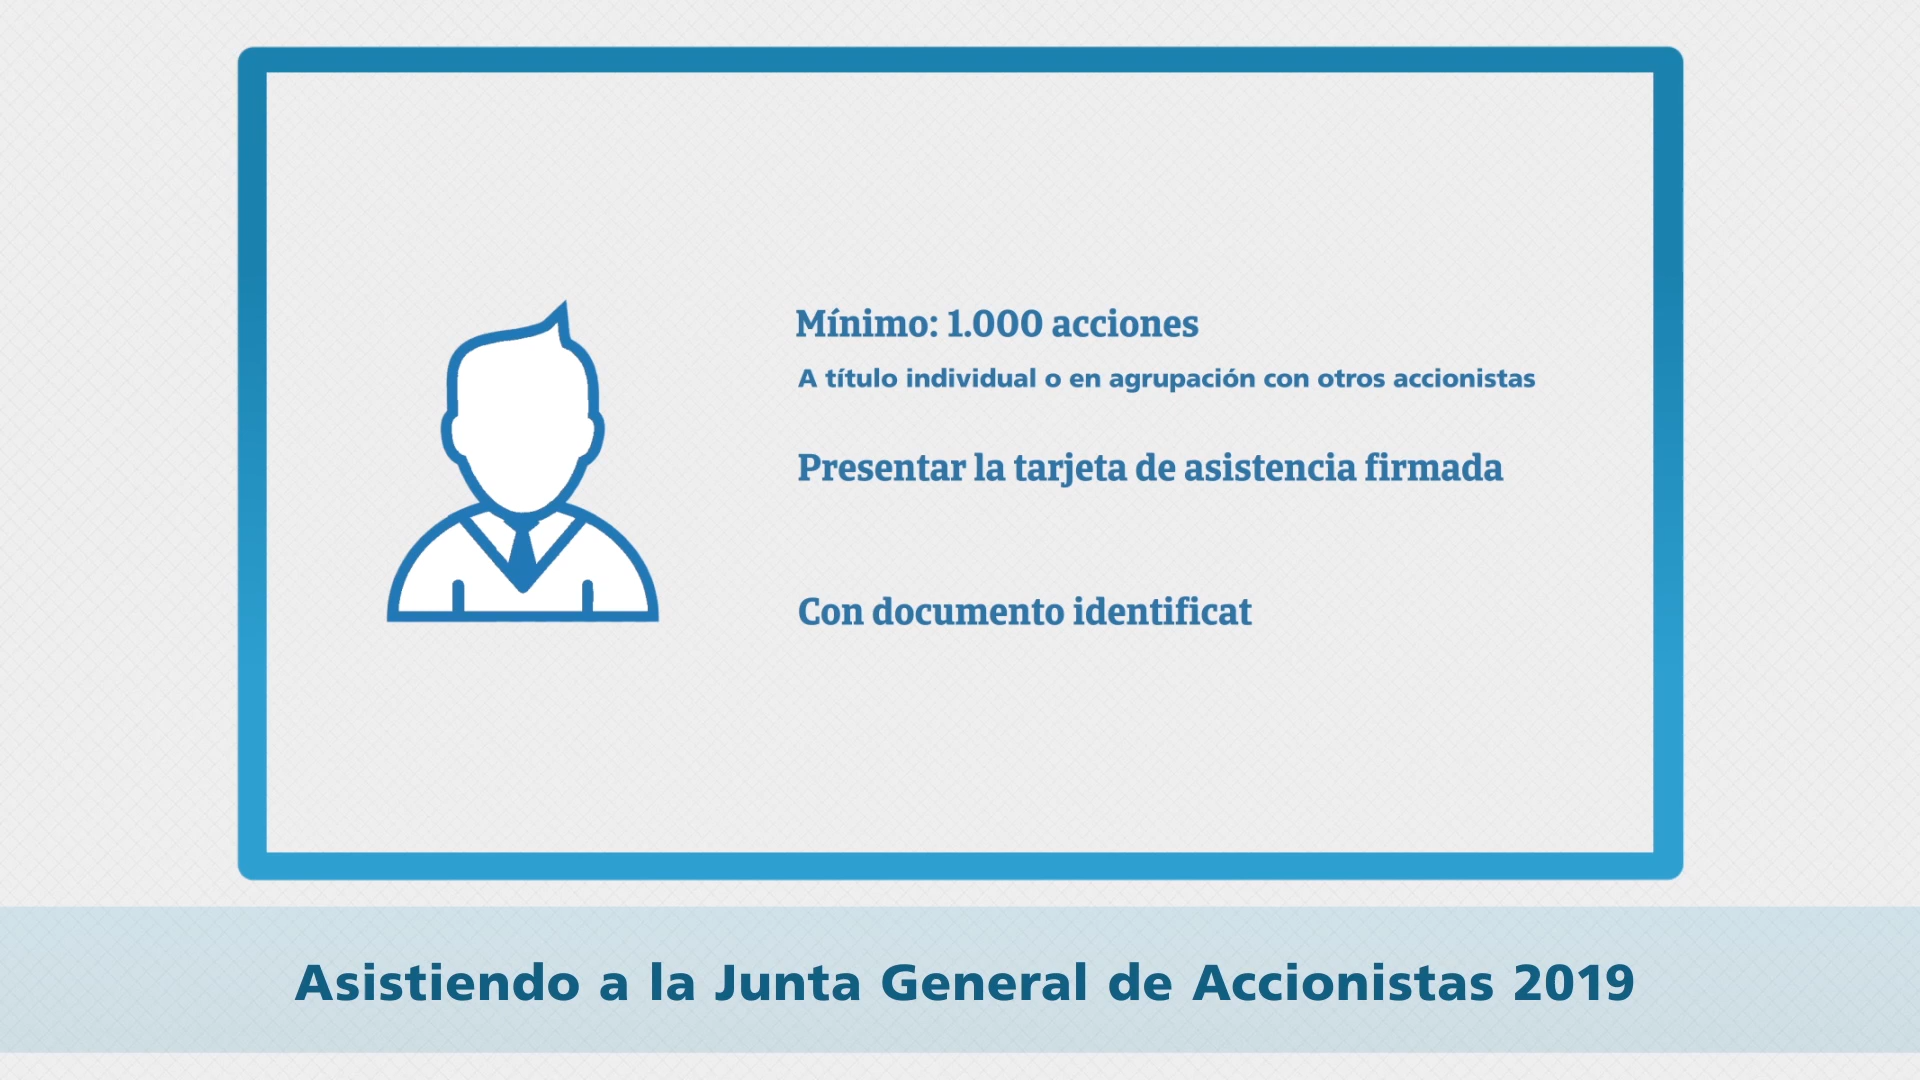 Mínimo: 1.000 acciones
A título individual o en agrupación con otros accionistas
Presentar la tarjeta de asistencia firmada
Con documento identificat
Asistiendo a la Junta General de Accionistas 2019